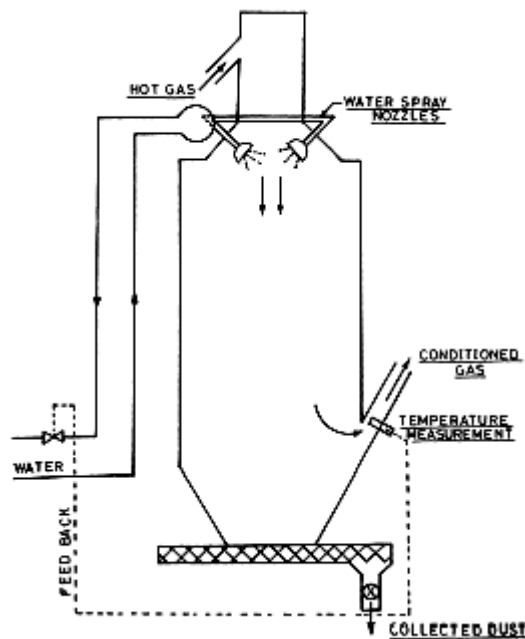 HOT GAS
WATER SPRAY
NOZZLES
CONDITIONED
GAS
TEMPERATURE
MEASUREMENT
WATER
FEED BACK
COLLECTED DUST